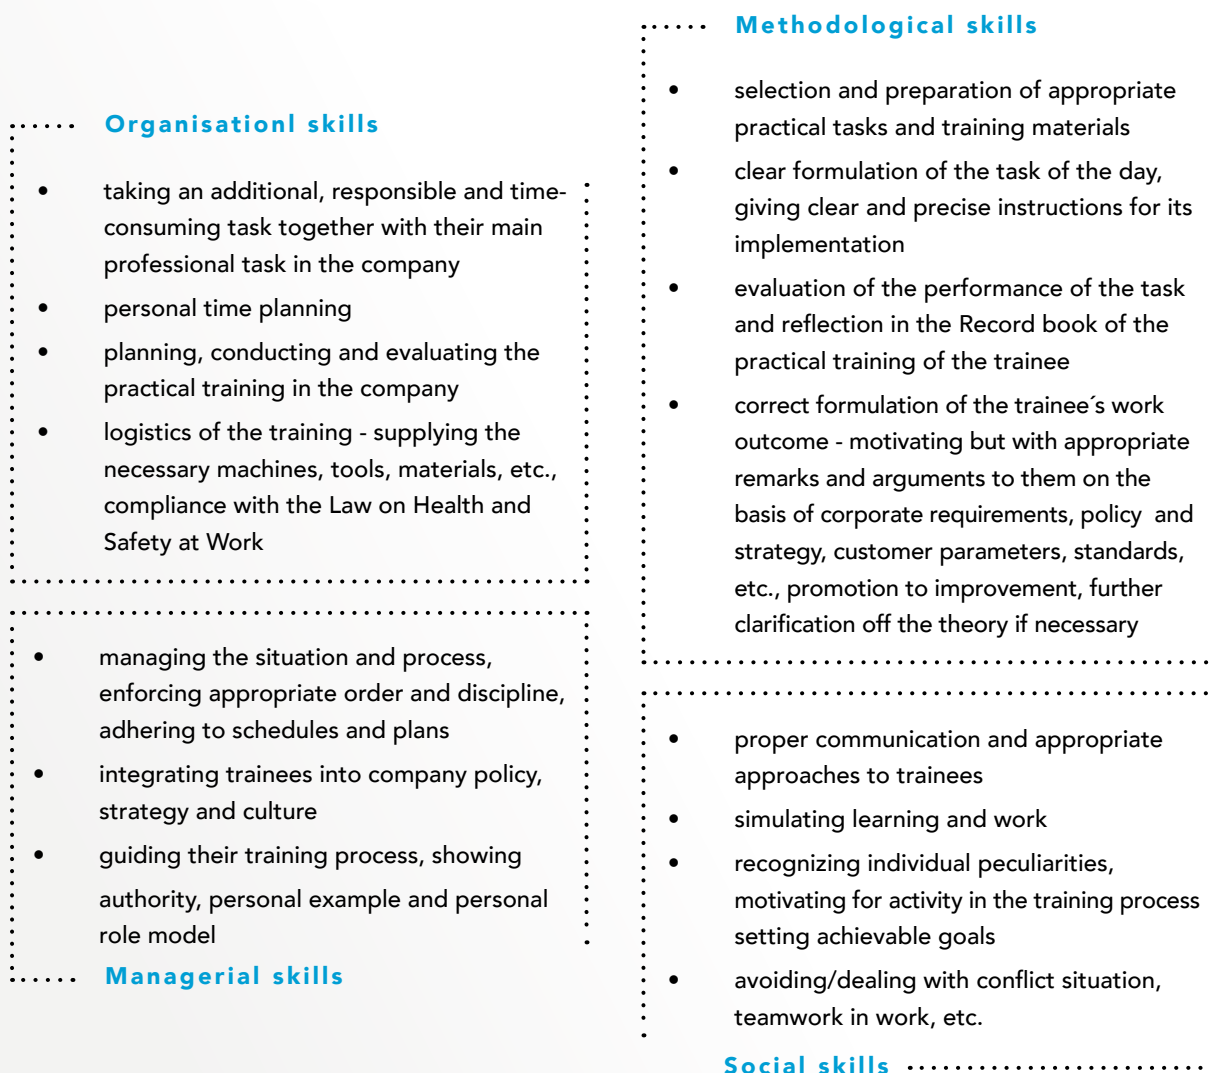 Organisationl skills
• taking an additional, responsible and time-
consuming task together with their main
professional task in the company
• personal time planning
• planning, conducting and evaluating the
practical training in the company
• logistics of the training - supplying the
necessary machines, tools, materials, etc.,
compliance with the Law on Health and
Safety at Work
• managing the situation and process,
enforcing appropriate order and discipline,
adhering to schedules and plans
• integrating trainees into company policy,
strategy and culture
• guiding their training process, showing
authority, personal example and personal
role model
Managerial skills
Methodological skills
• selection and preparation of appropriate
practical tasks and training materials
• clear formulation of the task of the day,
giving clear and precise instructions for its
implementation
• evaluation of the performance of the task
and reflection in the Record book of the
practical training of the trainee
• correct formulation of the trainee´s work
outcome - motivating but with appropriate
remarks and arguments to them on the
basis of corporate requirements, policy  and
strategy, customer parameters, standards,
etc., promotion to improvement, further
clarification off the theory if necessary
• proper communication and appropriate
approaches to trainees
• simulating learning and work
• recognizing individual peculiarities,
motivating for activity in the training process
setting achievable goals
• avoiding/dealing with conflict situation,
teamwork in work, etc.
Social skills